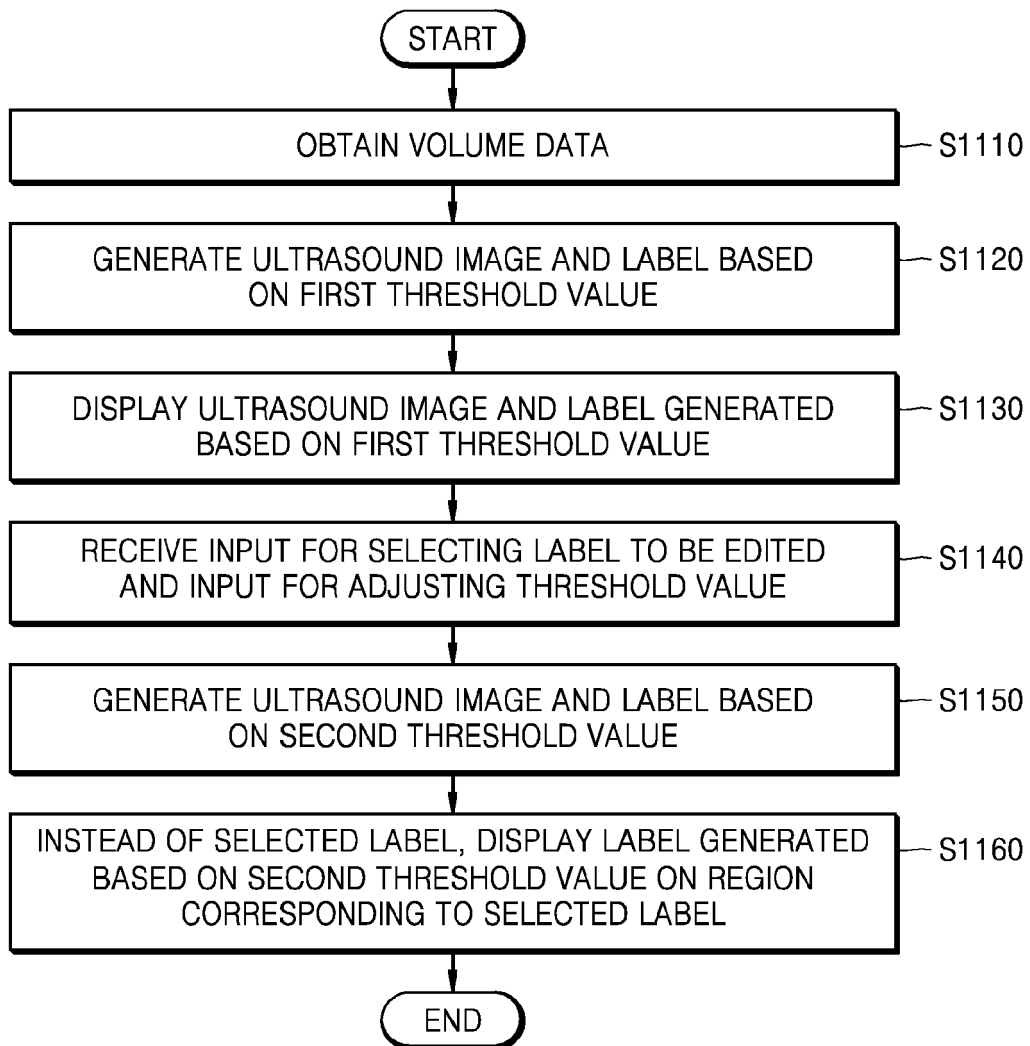 START
OBTAIN VOLUME DATA
S1110
GENERATE ULTRASOUND IMAGE AND LABEL BASED
ON FIRST THRESHOLD VALUE
S1120
DISPLAY ULTRASOUND IMAGE AND LABEL GENERATED
BASED ON FIRST THRESHOLD VALUE
S1130
RECEIVE INPUT FOR SELECTING LABEL TO BE EDITED
AND INPUT FOR ADJUSTING THRESHOLD VALUE
S1140
GENERATE ULTRASOUND IMAGE AND LABEL BASED
ON SECOND THRESHOLD VALUE
S1150
INSTEAD OF SELECTED LABEL, DISPLAY LABEL GENERATED
BASED ON SECOND THRESHOLD VALUE ON REGION
CORRESPONDING TO SELECTED LABEL
S1160
END